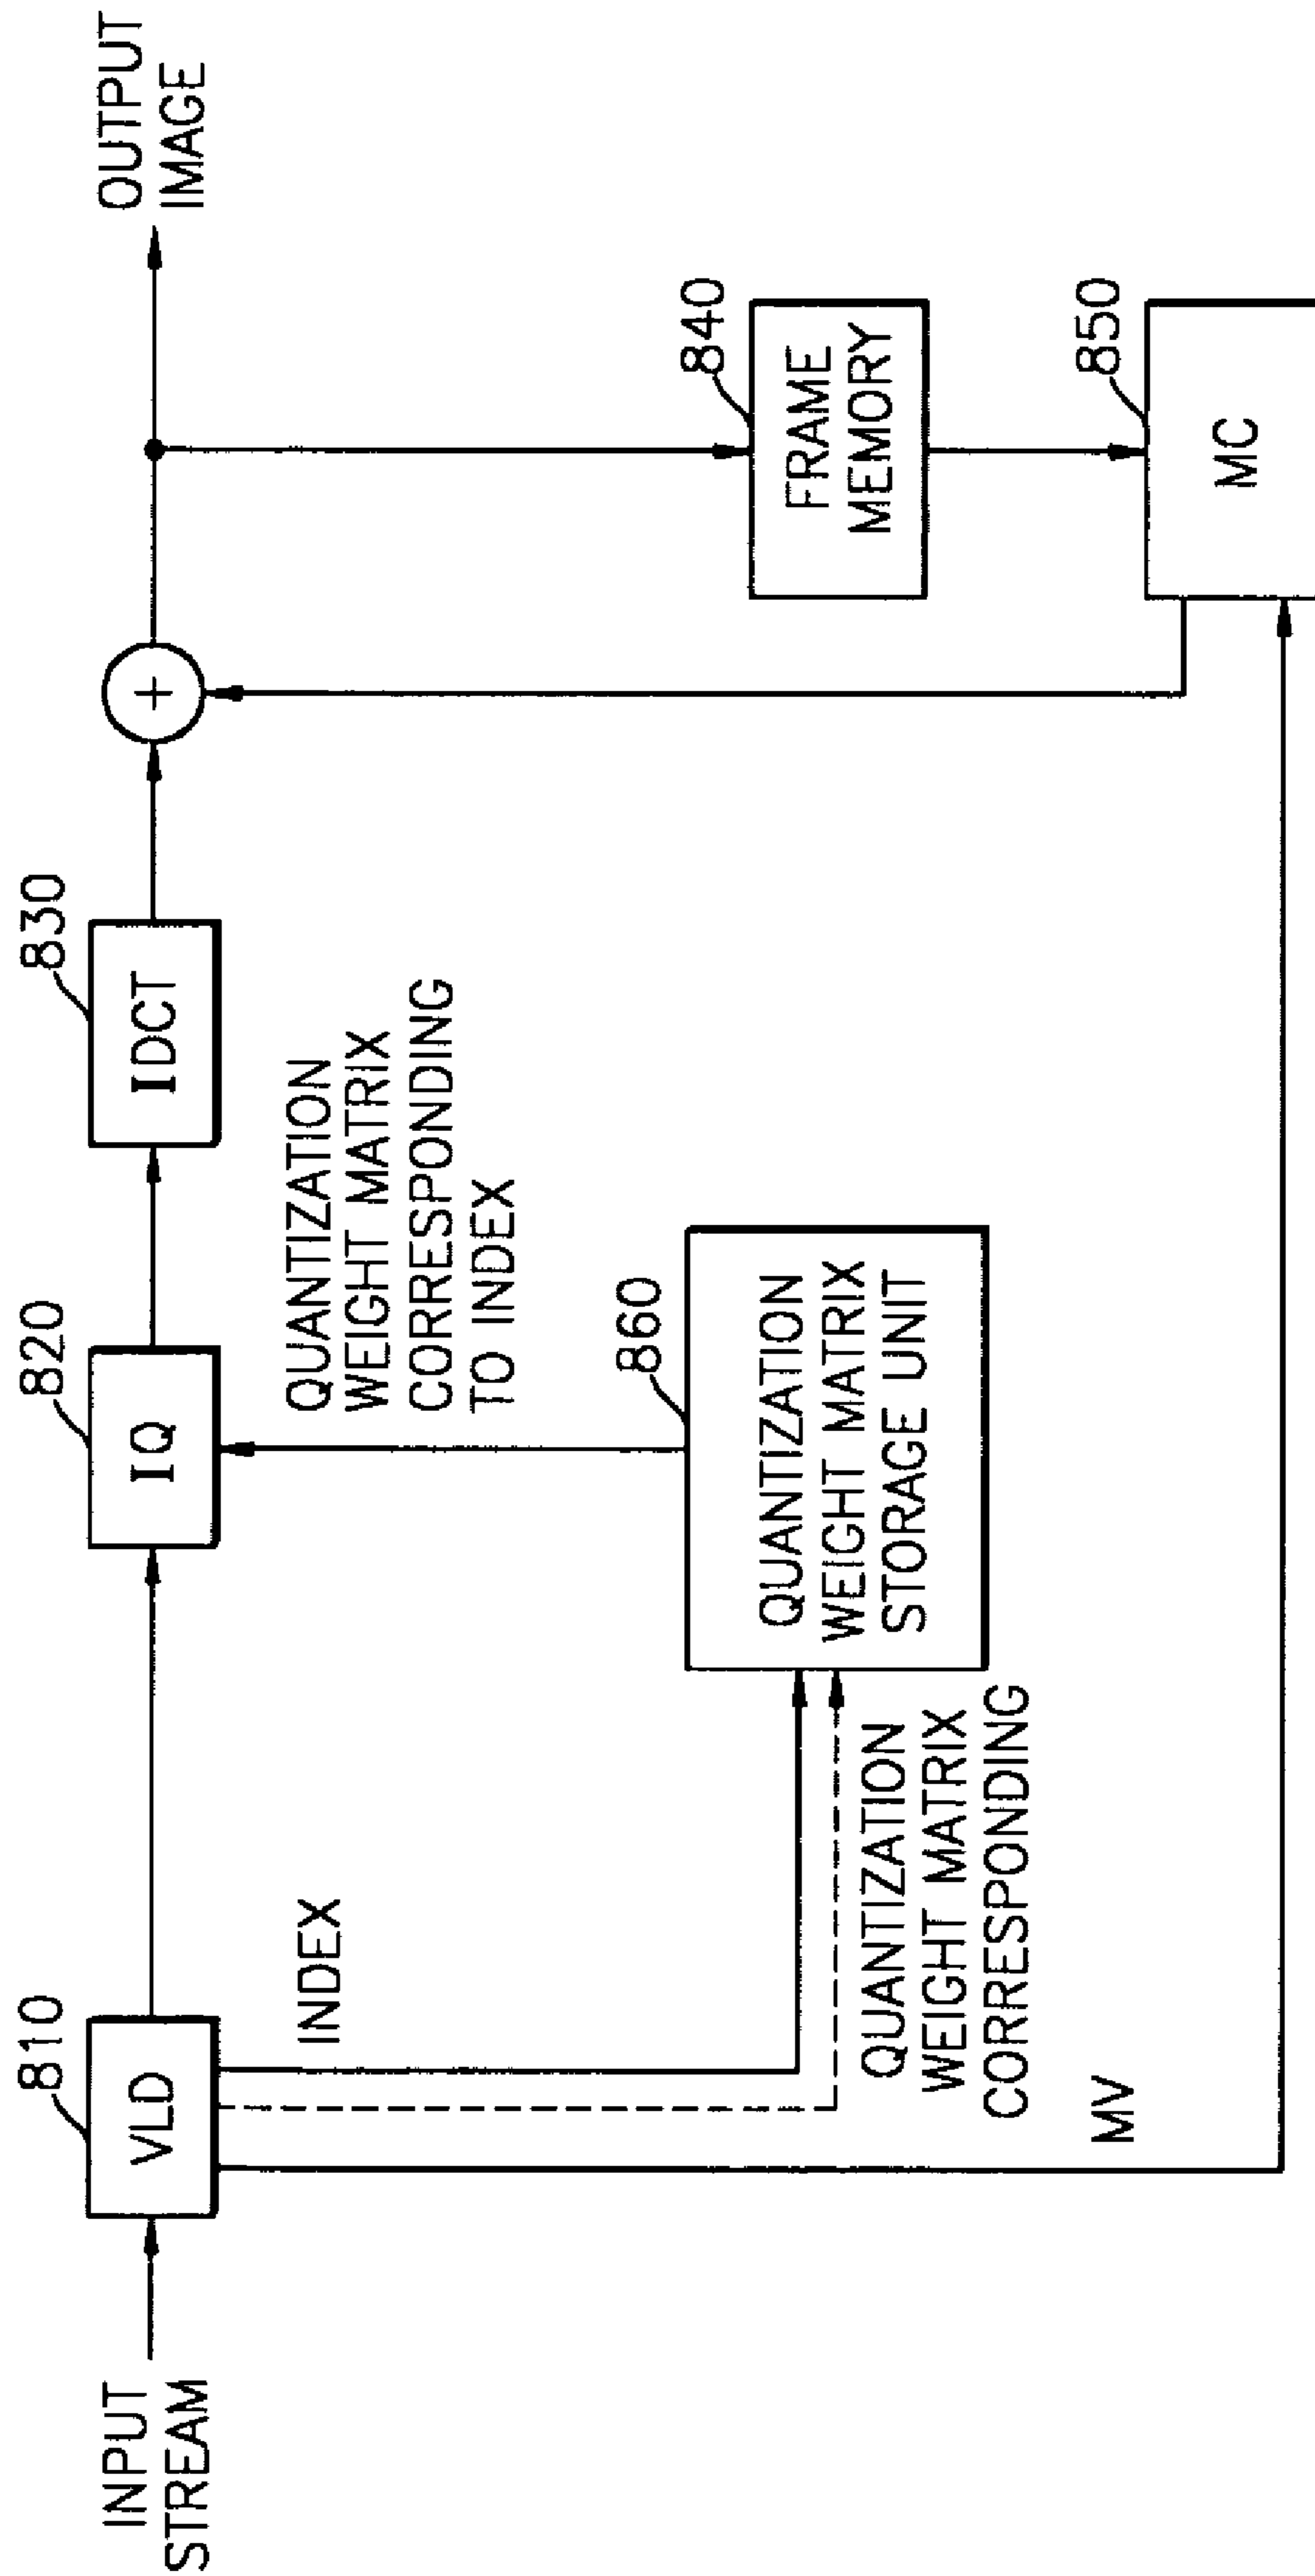 INPUT
STREAM
810
VLD
820
IQ
830
IDCT
+
OUTPUT
IMAGE
INDEX
QUANTIZATION
WEIGHT MATRIX
CORRESPONDING
TO INDEX
860
QUANTIZATION
WEIGHT MATRIX
STORAGE UNIT
840
FRAME
MEMORY
QUANTIZATION
WEIGHT MATRIX
CORRESPONDING
MV
850
MC